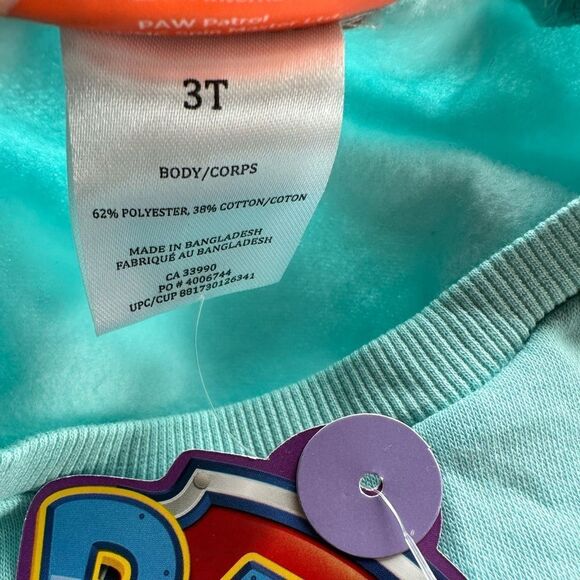 PAW Patrol
3T
BODY/CORPS
62% POLYESTER, 38% COTTON/COTON
MADE IN BANGLADESH
FABRIQUÉ AU BANGLADESH
CA 33990
PO # 4006744
UPC/CUP 881730126341